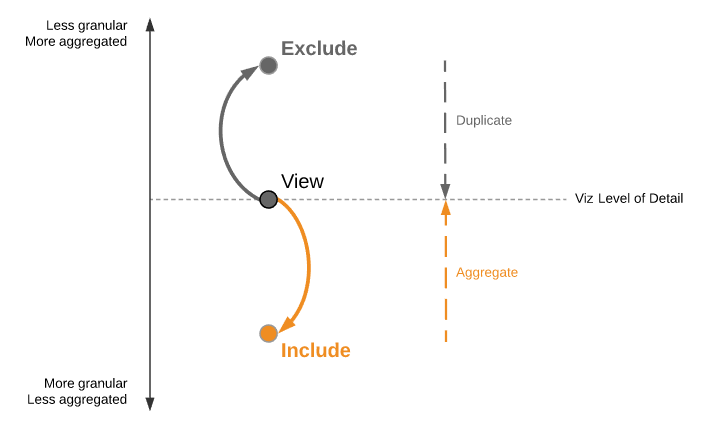 Less granular
More aggregated
Exclude
Duplicate
View
Viz Level of Detail
Aggregate
Include
More granular
Less aggregated